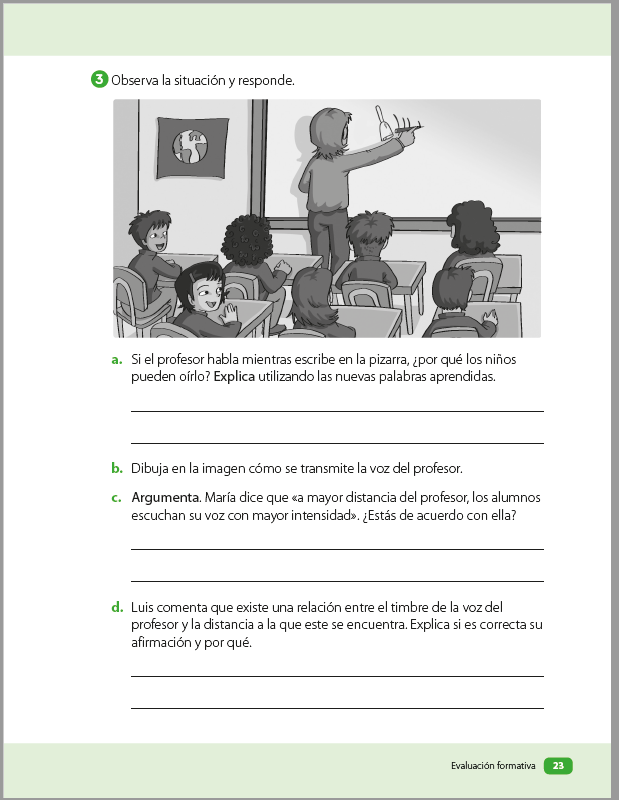 3 Observa la situación y responde.
a. Si el profesor habla mientras escribe en la pizarra, ¿por qué los niños
pueden oírlo? Explica utilizando las nuevas palabras aprendidas.
b. Dibuja en la imagen cómo se transmite la voz del profesor.
c. Argumenta. María dice que «a mayor distancia del profesor, los alumnos
escuchan su voz con mayor intensidad». ¿Estás de acuerdo con ella?
d. Luis comenta que existe una relación entre el timbre de la voz del
profesor y la distancia a la que este se encuentra. Explica si es correcta su
afirmación y por qué.
Evaluación formativa 23